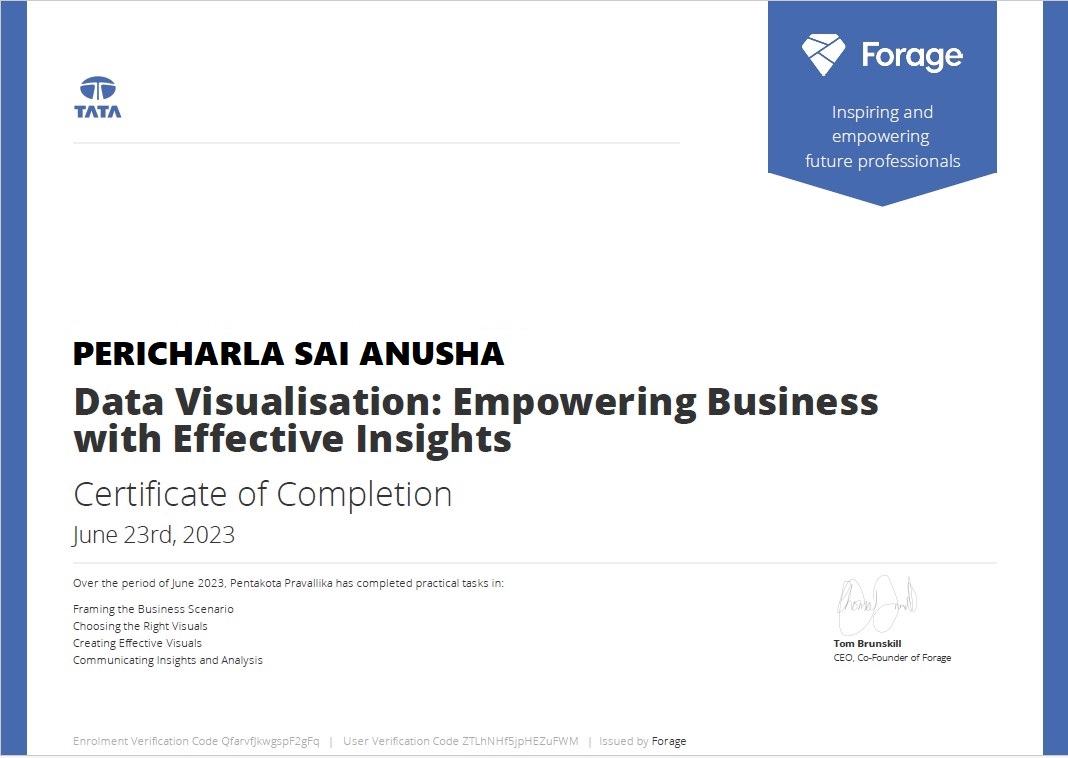 TATA
Forage
Inspiring and
empowering
future professionals
PERICHARLA SAI ANUSHA
Data Visualisation: Empowering Business
with Effective Insights
Certificate of Completion
June 23rd, 2023
Over the period of June 2023, Pentakota Pravallika has completed practical tasks in:
Framing the Business Scenario
Choosing the Right Visuals
Creating Effective Visuals
Communicating Insights and Analysis
Tom Brunskill
CEO, Co-Founder of Forage
Enrolment Verification Code QfarvfJkwgspF2gFq | User Verification Code ZTLhNHf5jpHEZuFWM | Issued by Forage